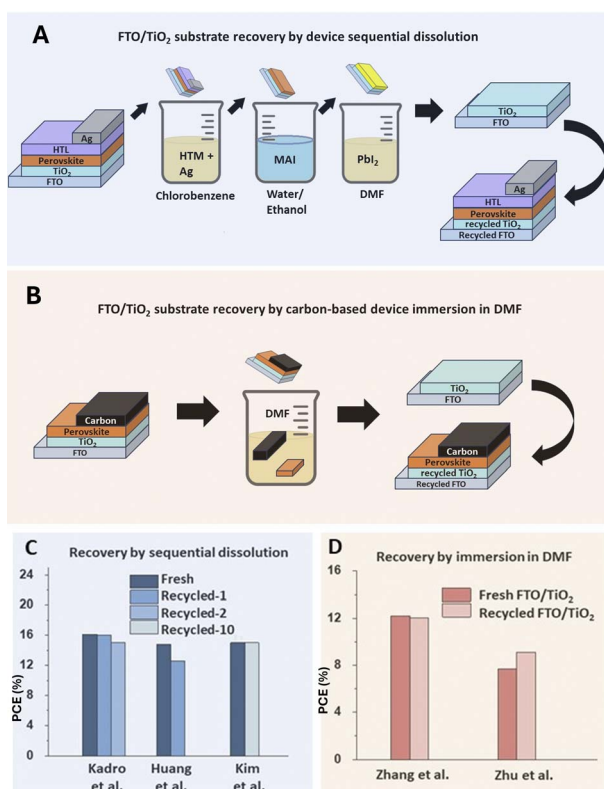 A
FTO/TiO₂ substrate recovery by device sequential dissolution
Ag
HTL
Perovskite
TiO₂
FTO
HTM +
Ag
Chlorobenzene
MAI
Water/
Ethanol
PbI₂
DMF
TiO₂
FTO
Ag
HTL
Perovskite
recycled TiO₂
Recycled FTO
B
FTO/TiO₂ substrate recovery by carbon-based device immersion in DMF
Carbon
Perovskite
TiO₂
FTO
DMF
TiO₂
FTO
Carbon
Perovskite
recycled TiO₂
Recycled FTO
C
Recovery by sequential dissolution
PCE (%)
24
20
16
12
8
4
0
Fresh
Recycled-1
Recycled-2
Recycled-10
Kadro
et al.
Huang
et al.
Kim
et al.
D
Recovery by immersion in DMF
PCE (%)
16
12
8
4
0
Fresh FTO/TiO₂
Recycled FTO/TiO₂
Zhang et al.
Zhu et al.